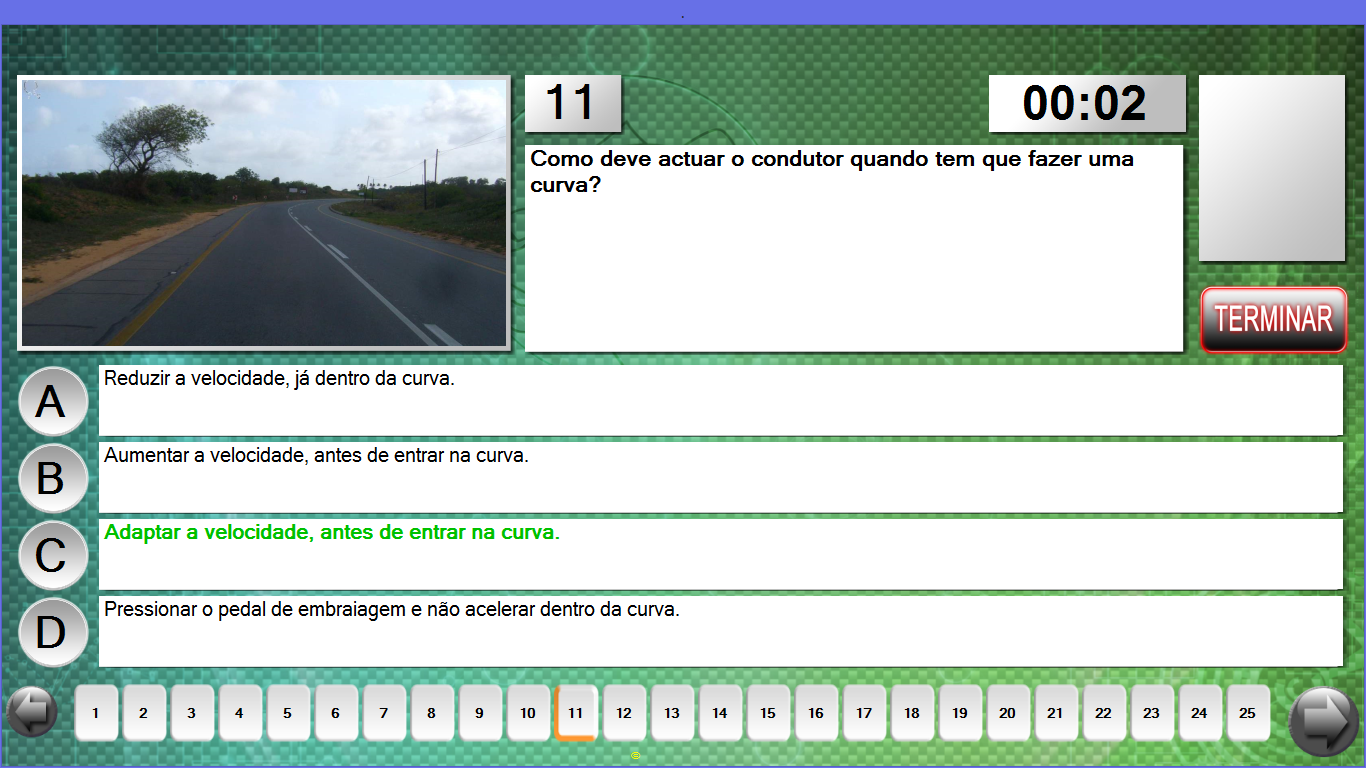 11
00:02
Como deve actuar o condutor quando tem que fazer uma
curva?
TERMINAR
A
Reduzir a velocidade, já dentro da curva.
B
Aumentar a velocidade, antes de entrar na curva.
C
Adaptar a velocidade, antes de entrar na curva.
D
Pressionar o pedal de embraiagem e não acelerar dentro da curva.
1 2 3 4 5 6 7 8 9 10 11 12 13 14 15 16 17 18 19 20 21 22 23 24 25